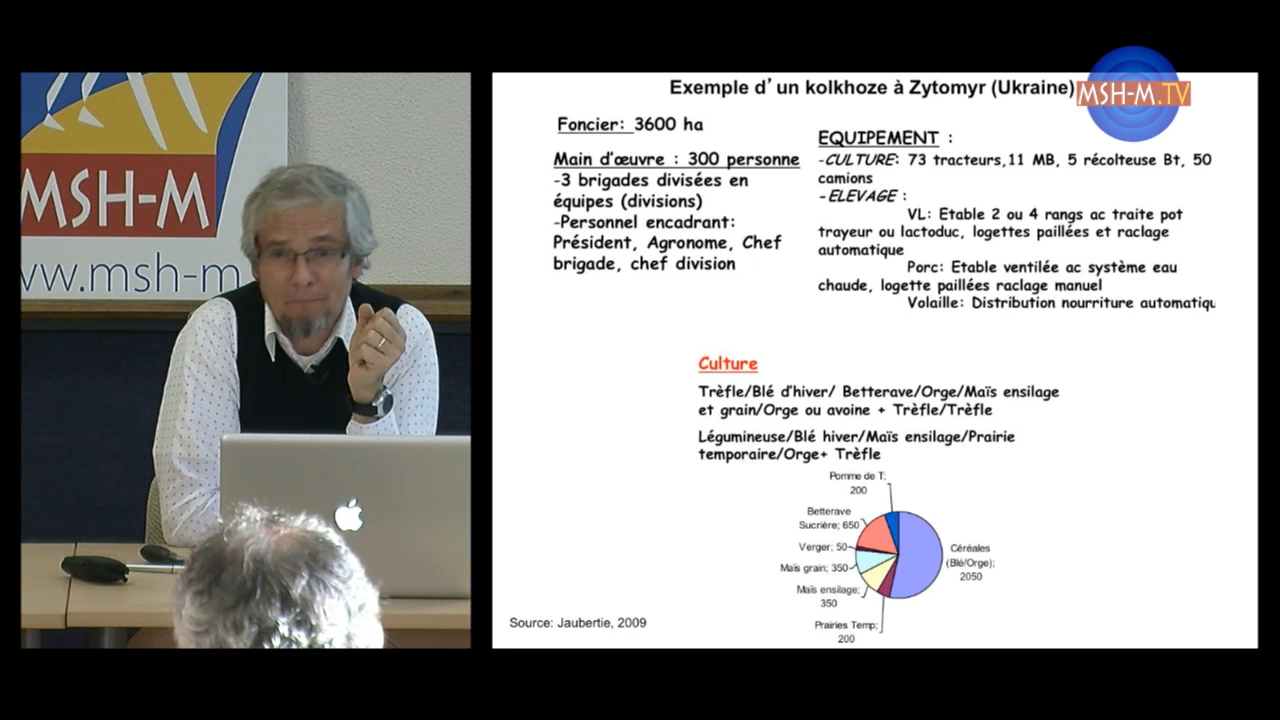 MSH-M
ww.msh-m
MSH-M.TV
Exemple d’un kolkhoze à Zytomyr (Ukraine)
Foncier: 3600 ha
Main d’œuvre : 300 personne
-3 brigades divisées en
équipes (divisions)
-Personnel encadrant:
Président, Agronome, Chef
brigade, chef division
EQUIPEMENT :
-CULTURE: 73 tracteurs,11 MB, 5 récolteuse Bt, 50
camions
-ELEVAGE :
VL: Etable 2 ou 4 rangs ac traite pot
trayeur ou lactoduc, logettes paillées et raclage
automatique
Porc: Etable ventilée ac système eau
chaude, logette paillées raclage manuel
Volaille: Distribution nourriture automatiqu
Culture
Trèfle/Blé d’hiver/ Betterave/Orge/Maïs ensilage
et grain/Orge ou avoine + Trèfle/Trèfle
Légumineuse/Blé hiver/Maïs ensilage/Prairie
temporaire/Orge+ Trèfle
Pomme de T;
200
Betterave
Sucrière; 650
Verger; 50
Maïs grain; 350
Maïs ensilage;
350
Prairies Temp;
200
Céréales
(Blé/Orge);
2050
Source: Jaubertie, 2009